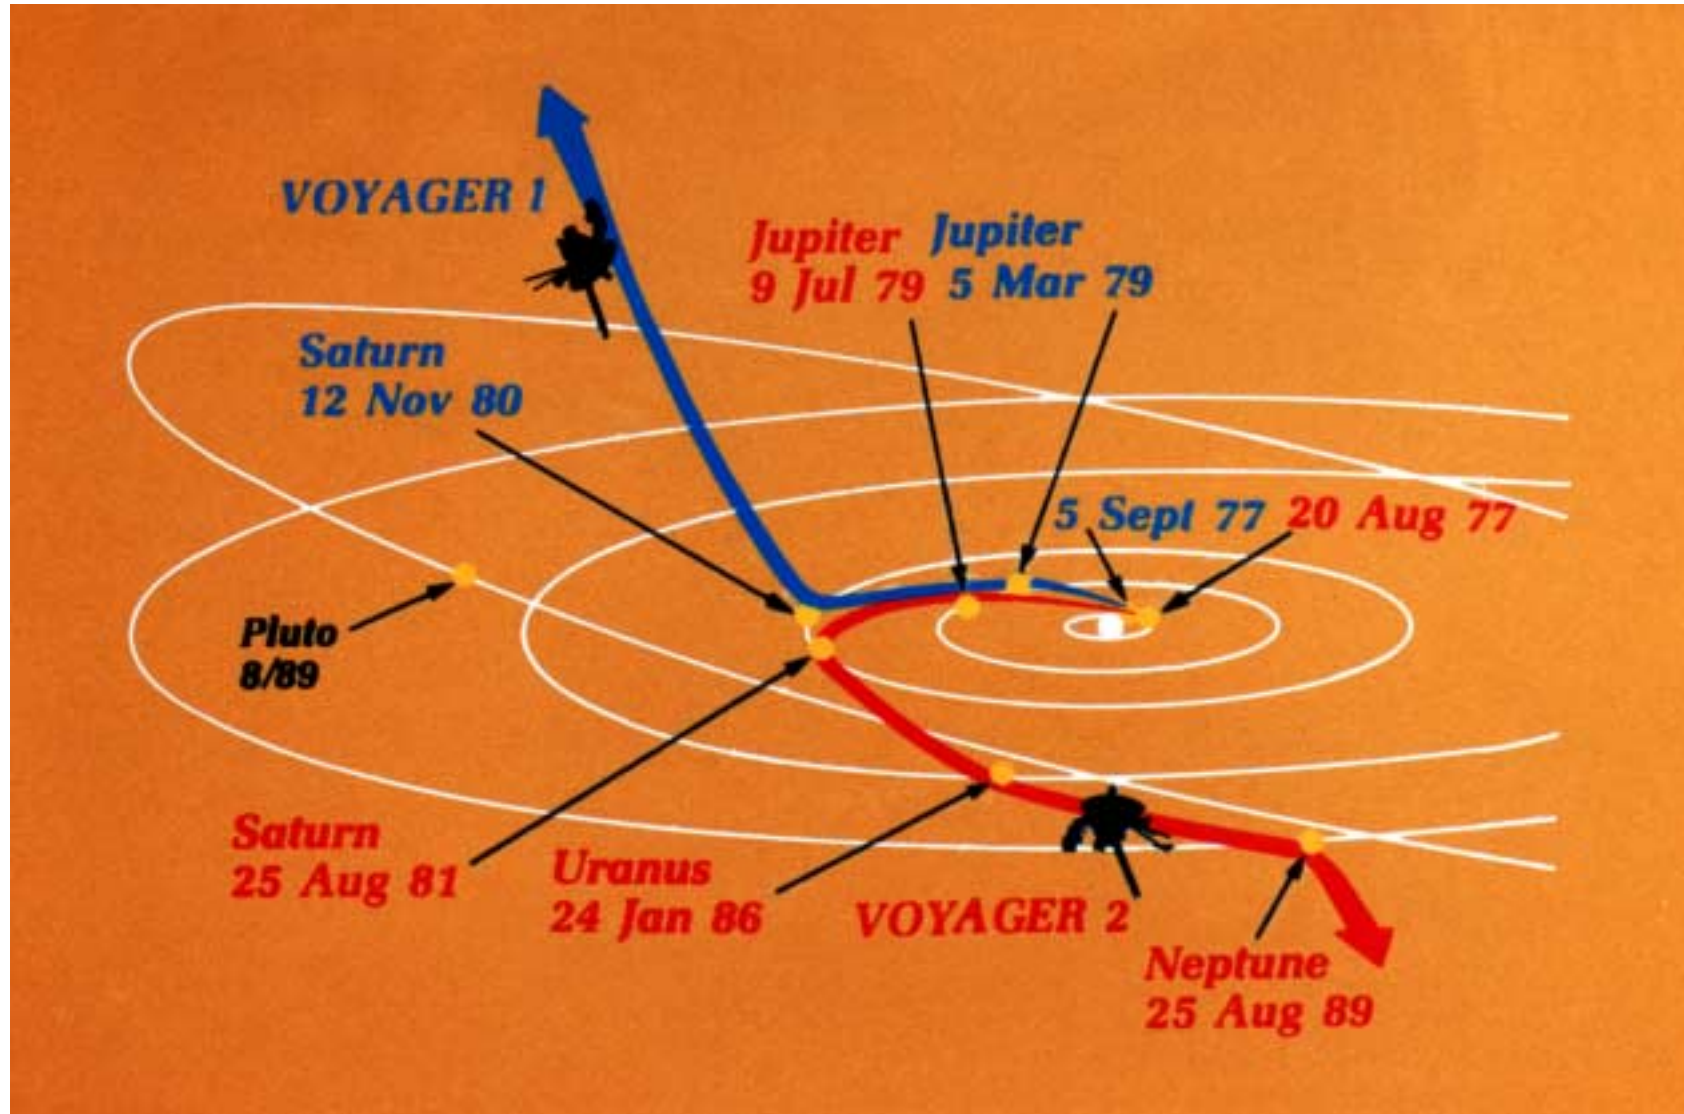 VOYAGER 1
Jupiter
9 Jul 79
Jupiter
5 Mar 79
Saturn
12 Nov 80
5 Sept 77
20 Aug 77
Pluto
8/89
Saturn
25 Aug 81
Uranus
24 Jan 86
VOYAGER 2
Neptune
25 Aug 89